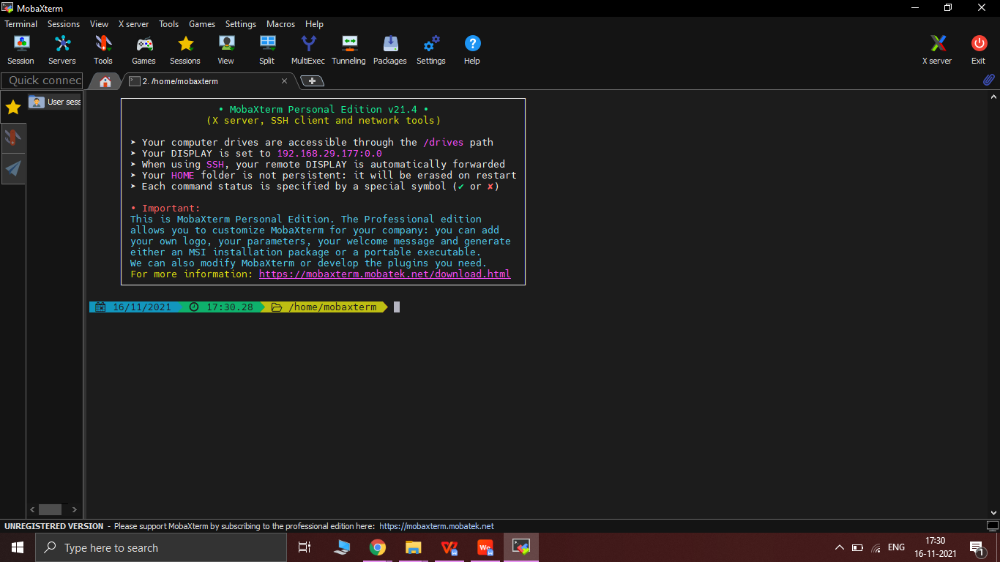 MobaXterm
Terminal Sessions View X server Tools Games Settings Macros Help
Session Servers Tools Games Sessions View Split MultiExec Tunneling Packages Settings Help X server Exit
Quick connec
2. /home/mobaxterm
User sess
• MobaXterm Personal Edition v21.4 •
(X server, SSH client and network tools)
➤ Your computer drives are accessible through the /drives path
➤ Your DISPLAY is set to 192.168.29.177:0.0
➤ When using SSH, your remote DISPLAY is automatically forwarded
➤ Your HOME folder is not persistent: it will be erased on restart
➤ Each command status is specified by a special symbol (✔ or ✘)
• Important:
This is MobaXterm Personal Edition. The Professional edition
allows you to customize MobaXterm for your company: you can add
your own logo, your parameters, your welcome message and generate
either an MSI installation package or a portable executable.
We can also modify MobaXterm or develop the plugins you need.
For more information: https://mobaxterm.mobatek.net/download.html
16/11/2021 17:30.28 /home/mobaxterm
UNREGISTERED VERSION - Please support MobaXterm by subscribing to the professional edition here: https://mobaxterm.mobatek.net
Type here to search
We
ENG
17:30
16-11-2021
1